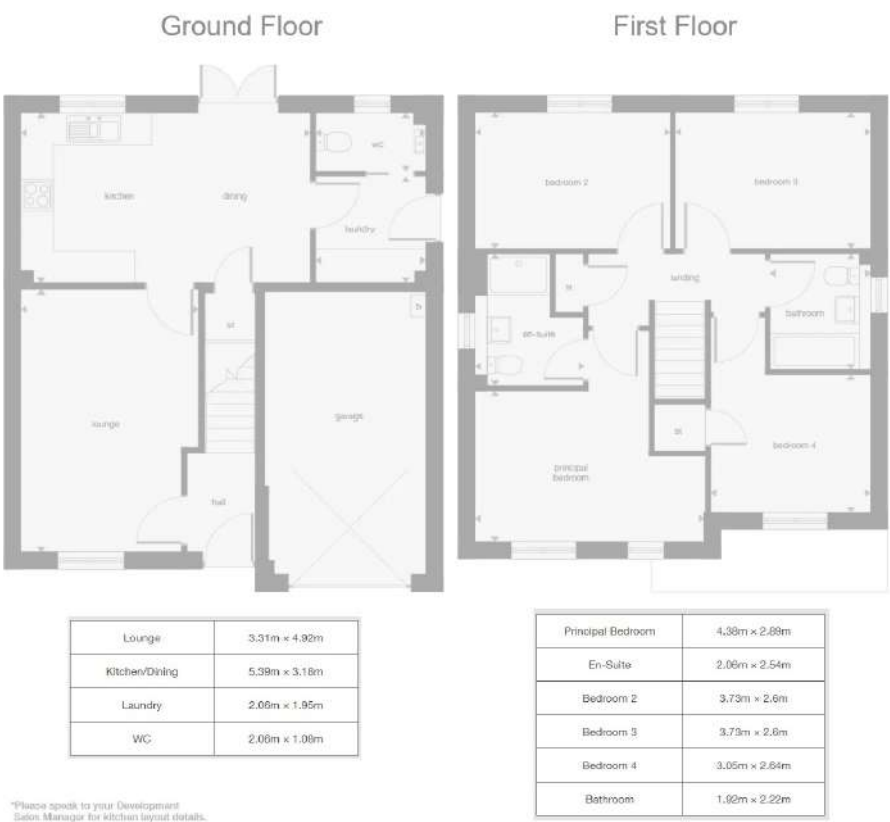 Ground Floor
First Floor
kitchen
dining
wc
laundry
lounge
st
hall
garage
b
bedroom 2
bedroom 3
landing
st
en-suite
bathroom
st
bedroom 4
principal
bedroom
Lounge 3.31m × 4.92m
Kitchen/Dining 5.39m × 3.18m
Laundry 2.06m × 1.95m
WC 2.06m × 1.08m
Principal Bedroom 4.38m × 2.89m
En-Suite 2.06m × 2.54m
Bedroom 2 3.73m × 2.6m
Bedroom 3 3.73m × 2.6m
Bedroom 4 3.05m × 2.64m
Bathroom 1.92m × 2.22m
*Please speak to your Development
Sales Manager for kitchen layout details.